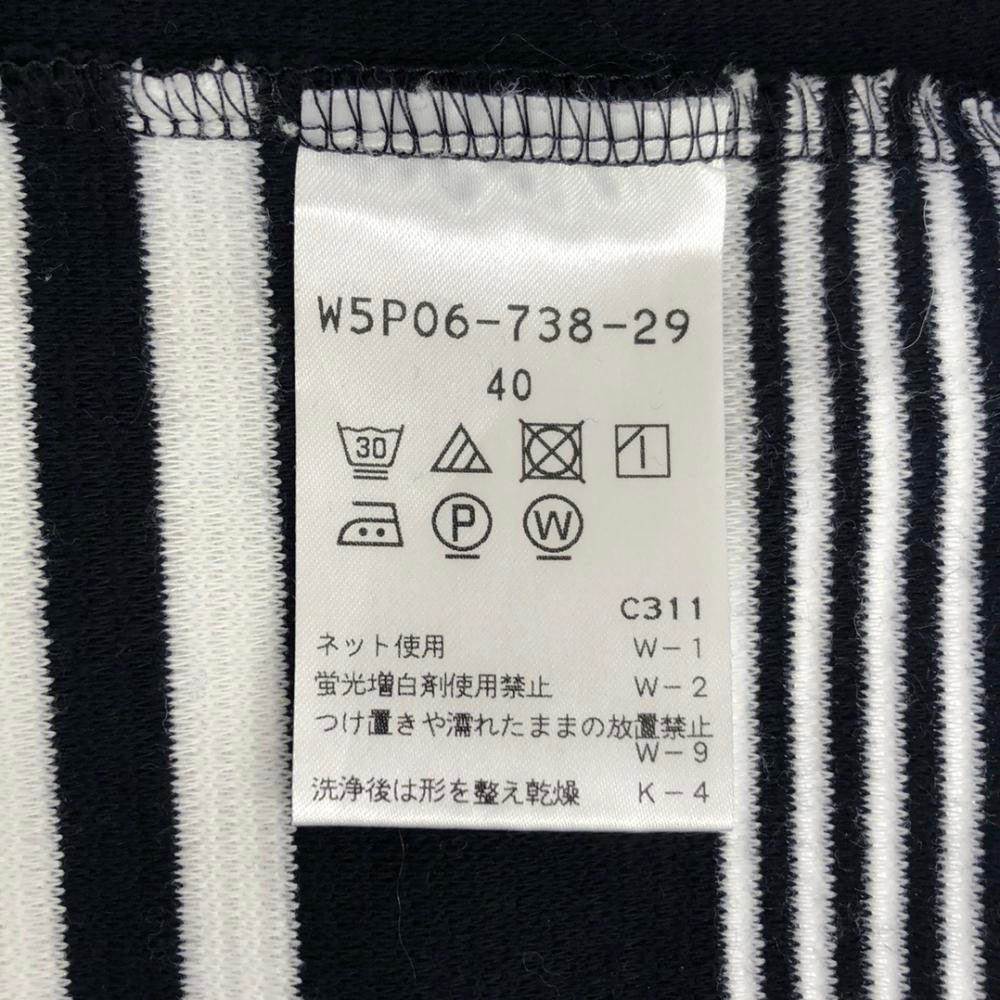 W5P06-738-29
40
30
P W
C311
ネット使用 W-1
蛍光増白剤使用禁止 W-2
つけ置きや濡れたままの放置禁止
W-9
洗浄後は形を整え乾燥 K-4